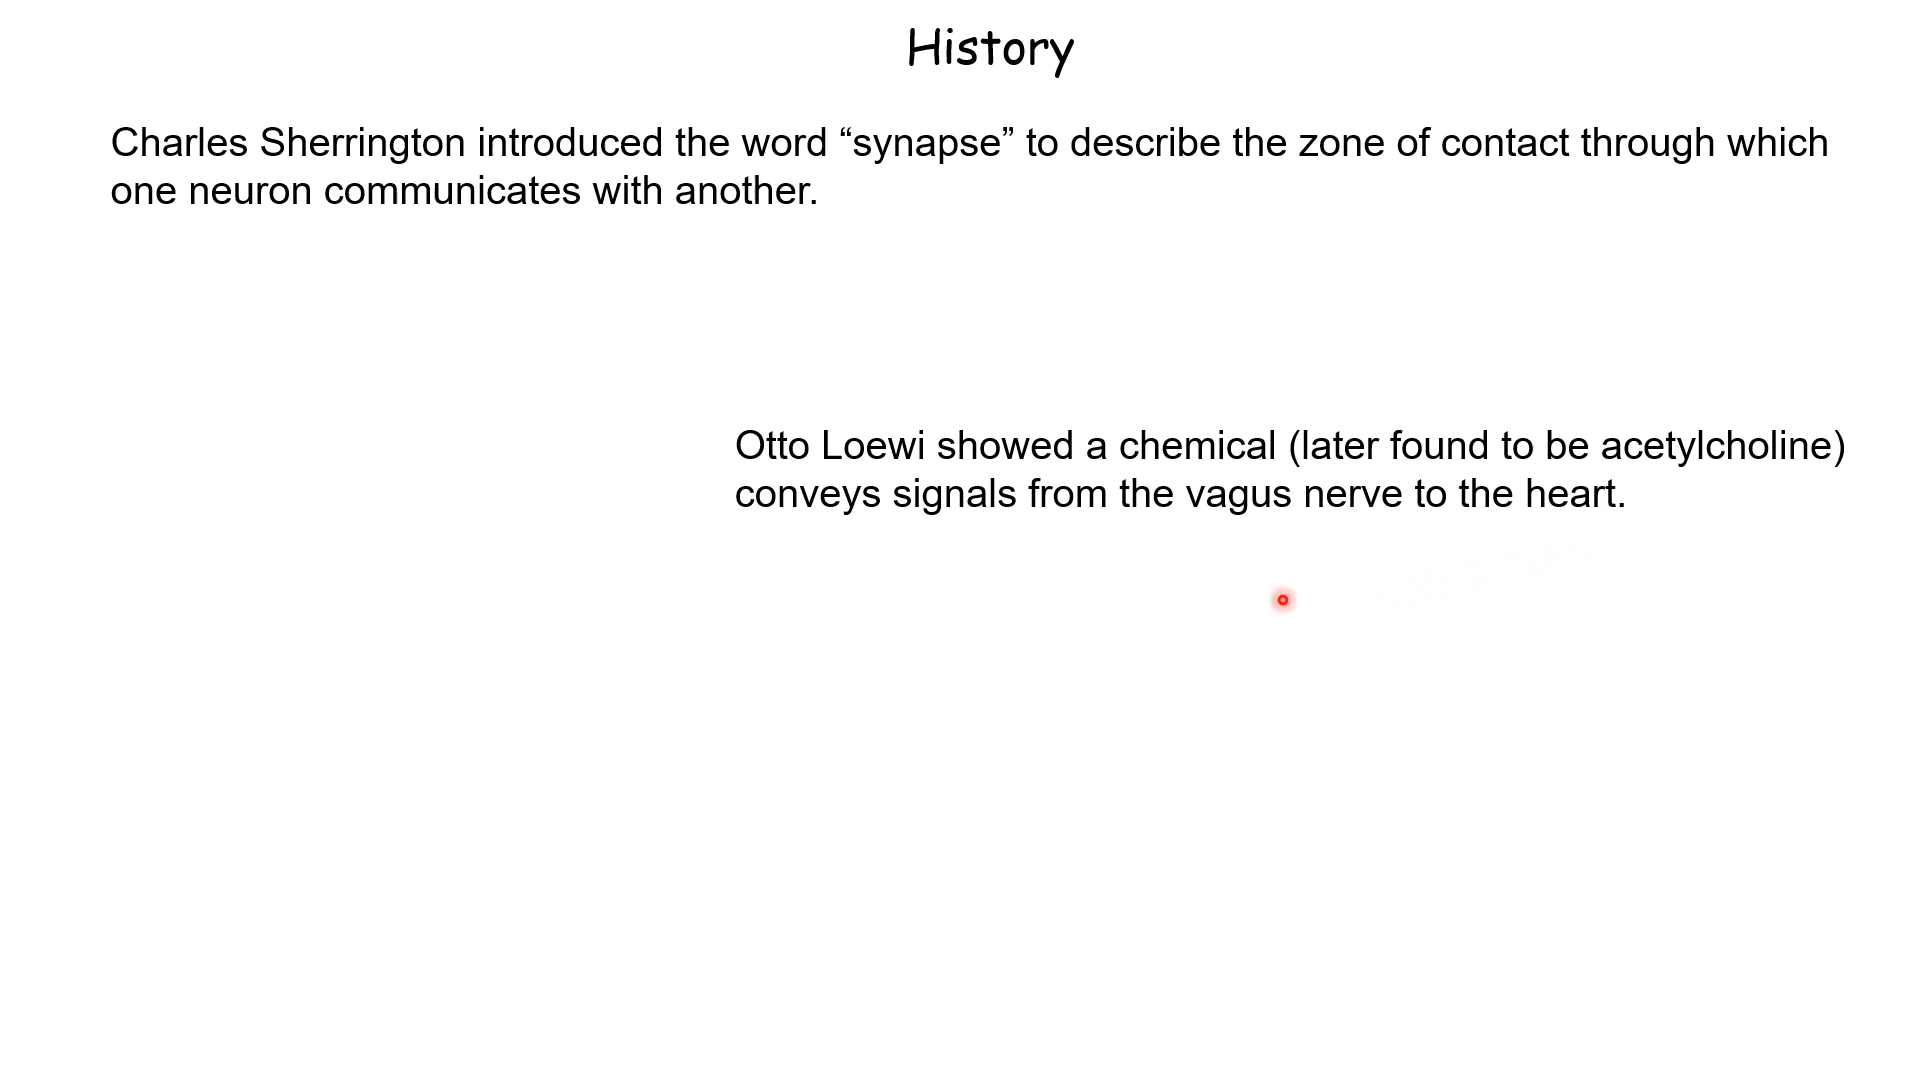 History
Charles Sherrington introduced the word “synapse” to describe the zone of contact through which
one neuron communicates with another.
Otto Loewi showed a chemical (later found to be acetylcholine)
conveys signals from the vagus nerve to the heart.